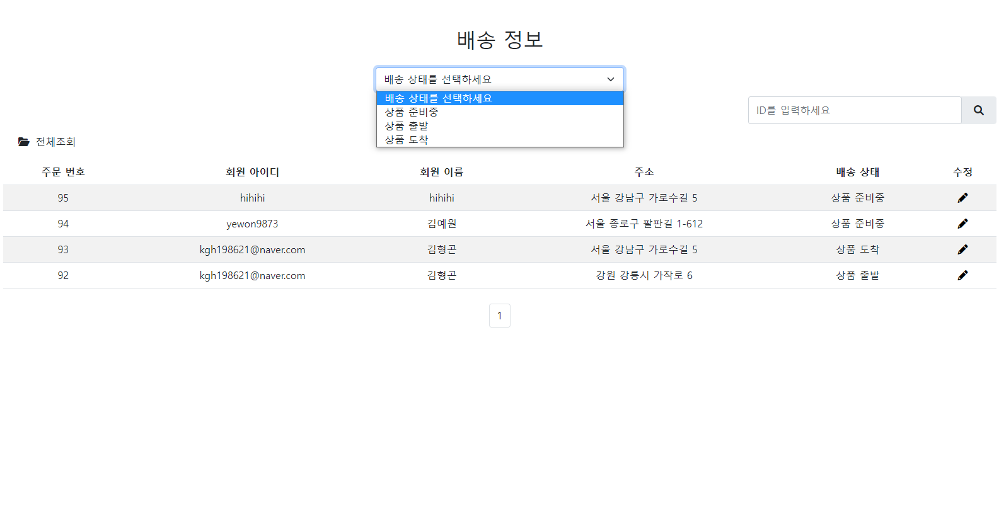 배송 정보
배송 상태를 선택하세요
배송 상태를 선택하세요
상품 준비중
상품 출발
상품 도착
ID를 입력하세요
전체조회
주문 번호 회원 아이디 회원 이름 주소 배송 상태 수정
95 hihihi hihihi 서울 강남구 가로수길 5 상품 준비중
94 yewon9873 김예원 서울 종로구 팔판길 1-612 상품 준비중
93 kgh198621@naver.com 김형곤 서울 강남구 가로수길 5 상품 도착
92 kgh198621@naver.com 김형곤 강원 강릉시 가작로 6 상품 출발
1